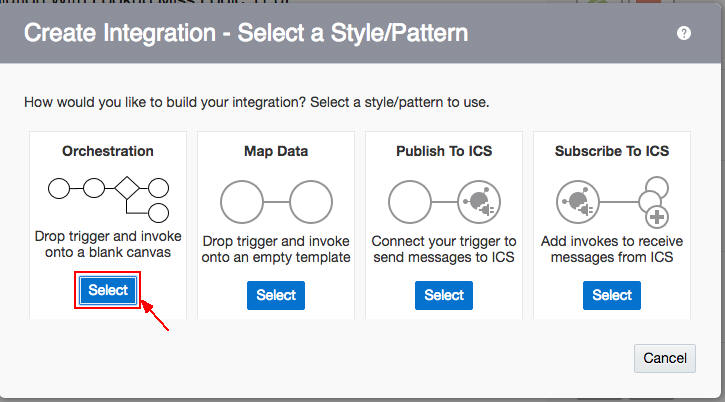 Create Integration - Select a Style/Pattern
?
How would you like to build your integration? Select a style/pattern to use.
Orchestration
Drop trigger and invoke
onto a blank canvas
Select
Map Data
Drop trigger and invoke
onto an empty template
Select
Publish To ICS
Connect your trigger to
send messages to ICS
Select
Subscribe To ICS
Add invokes to receive
messages from ICS
Select
Cancel